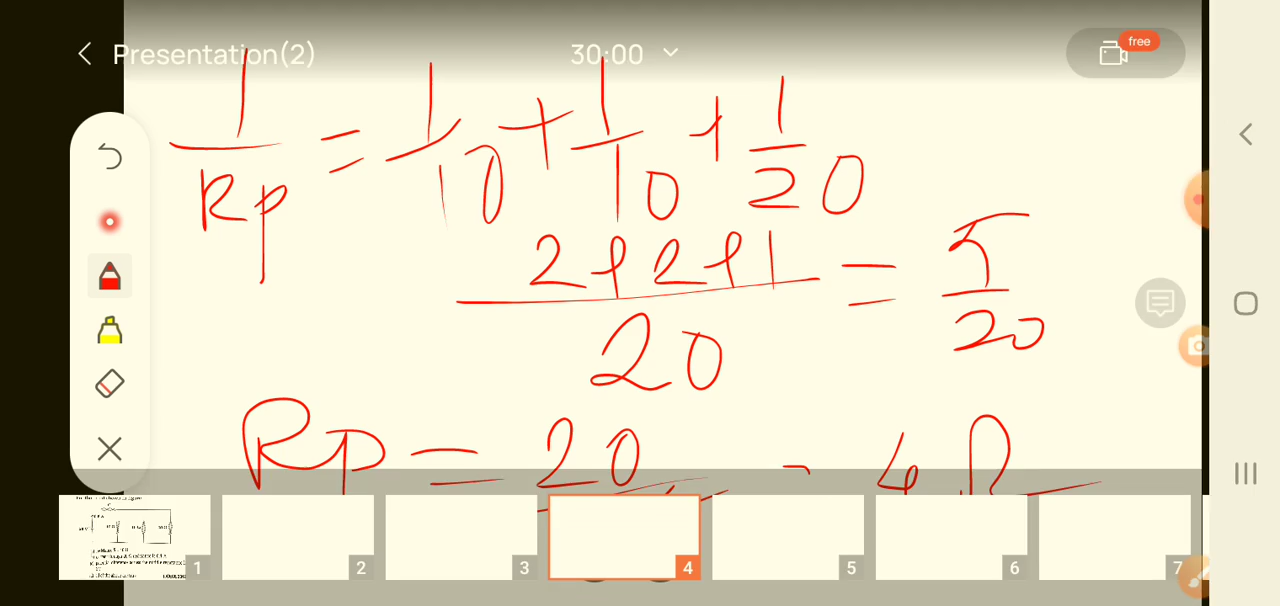 Presentation(2)
30:00
free
1/Rp = 1/10 + 1/10 + 1/20
2+2+1/20 = 5/20
Rp = 20 = 4Ω
1
2
3
4
5
6
7